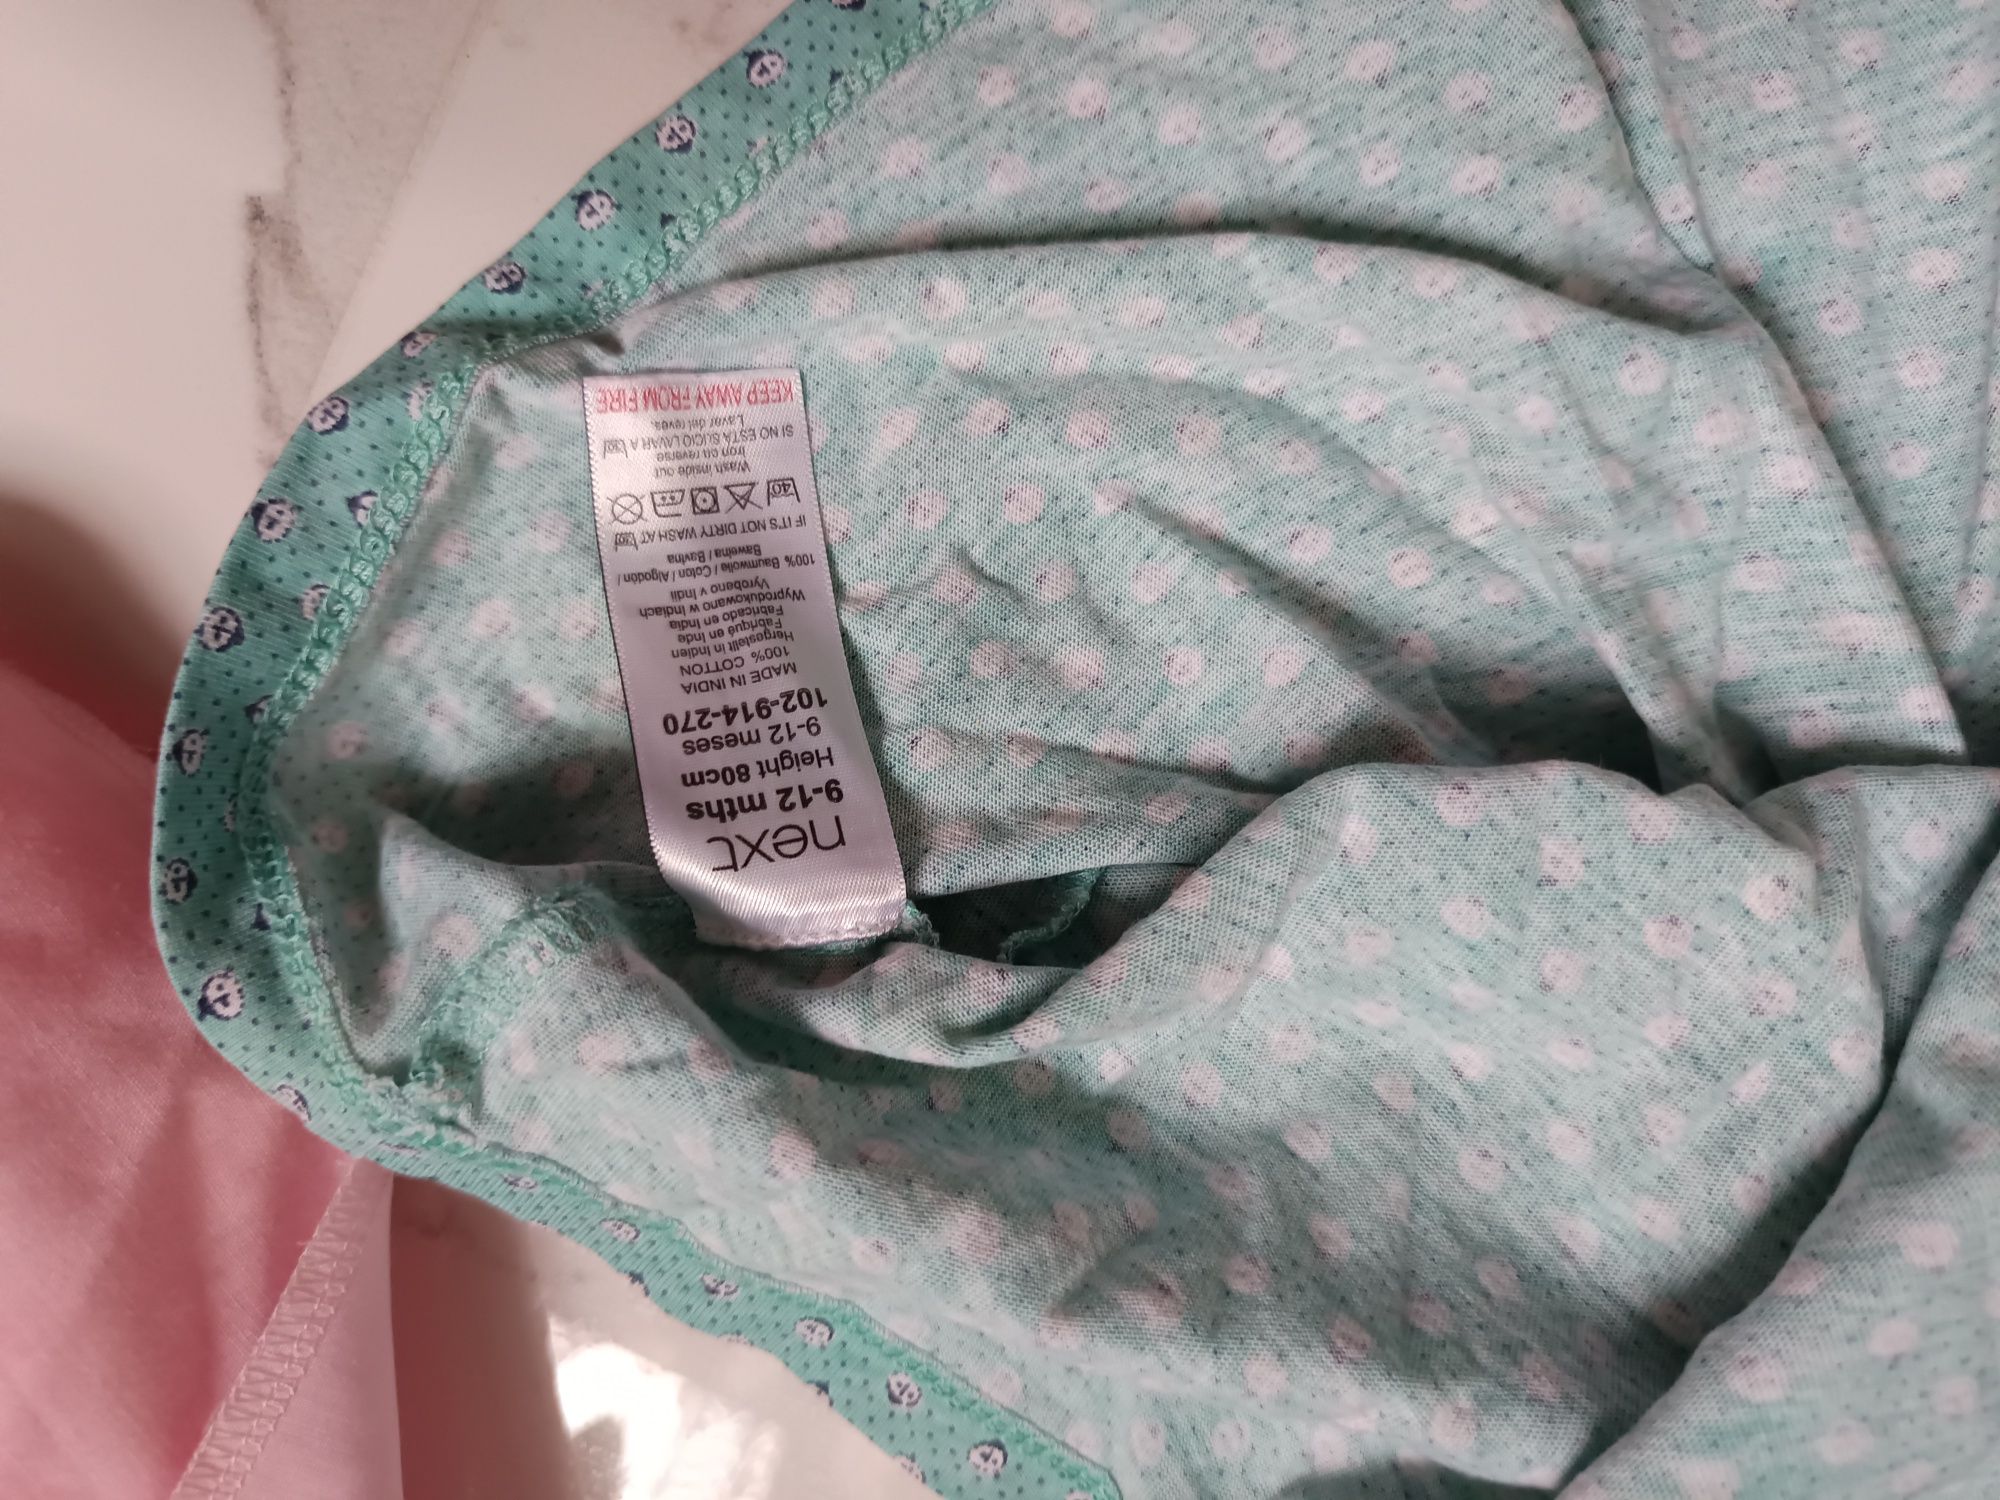 next
9-12 mths
Height 80cm
9-12 meses
102-914-270
MADE IN INDIA
100% COTTON
Hergestellt in Indien
Fabriqué en Inde
Fabricado en India
Wyprodukowano w Indiach
Vyrobeno v Indii
100% Baumwolle / Coton / Algodón /
Bawełna / Bavlna
IF IT'S NOT DIRTY WASH AT 30
40
Wash inside out
Iron on reverse
SI NO ESTÁ SUCIO LAVAR A 30
Lavar del revés.
KEEP AWAY FROM FIRE